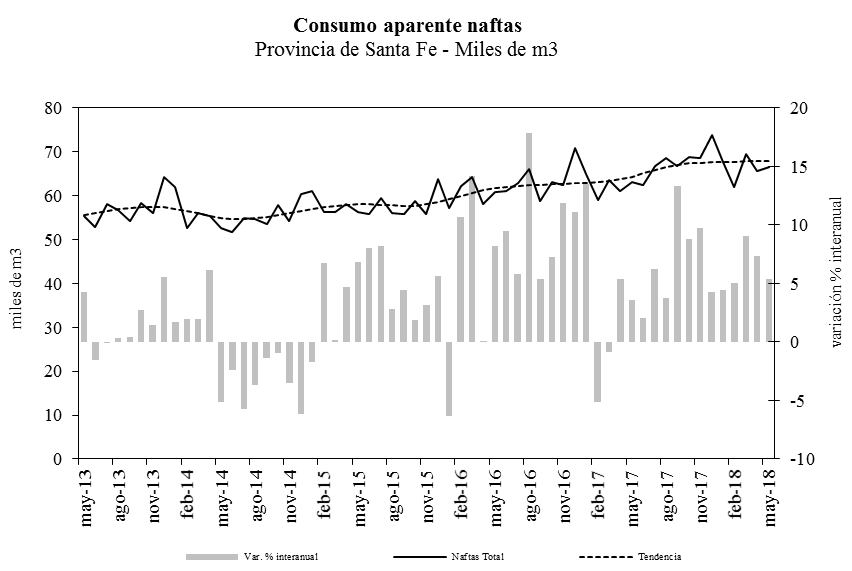 Consumo aparente naftas
Provincia de Santa Fe - Miles de m3
80
70
60
50
40
30
20
10
0
miles de m3
20
15
10
5
0
-5
-10
variación % interanual
may-13
ago-13
nov-13
feb-14
may-14
ago-14
nov-14
feb-15
may-15
ago-15
nov-15
feb-16
may-16
ago-16
nov-16
feb-17
may-17
ago-17
nov-17
feb-18
may-18
Var. % interanual
Naftas Total
Tendencia